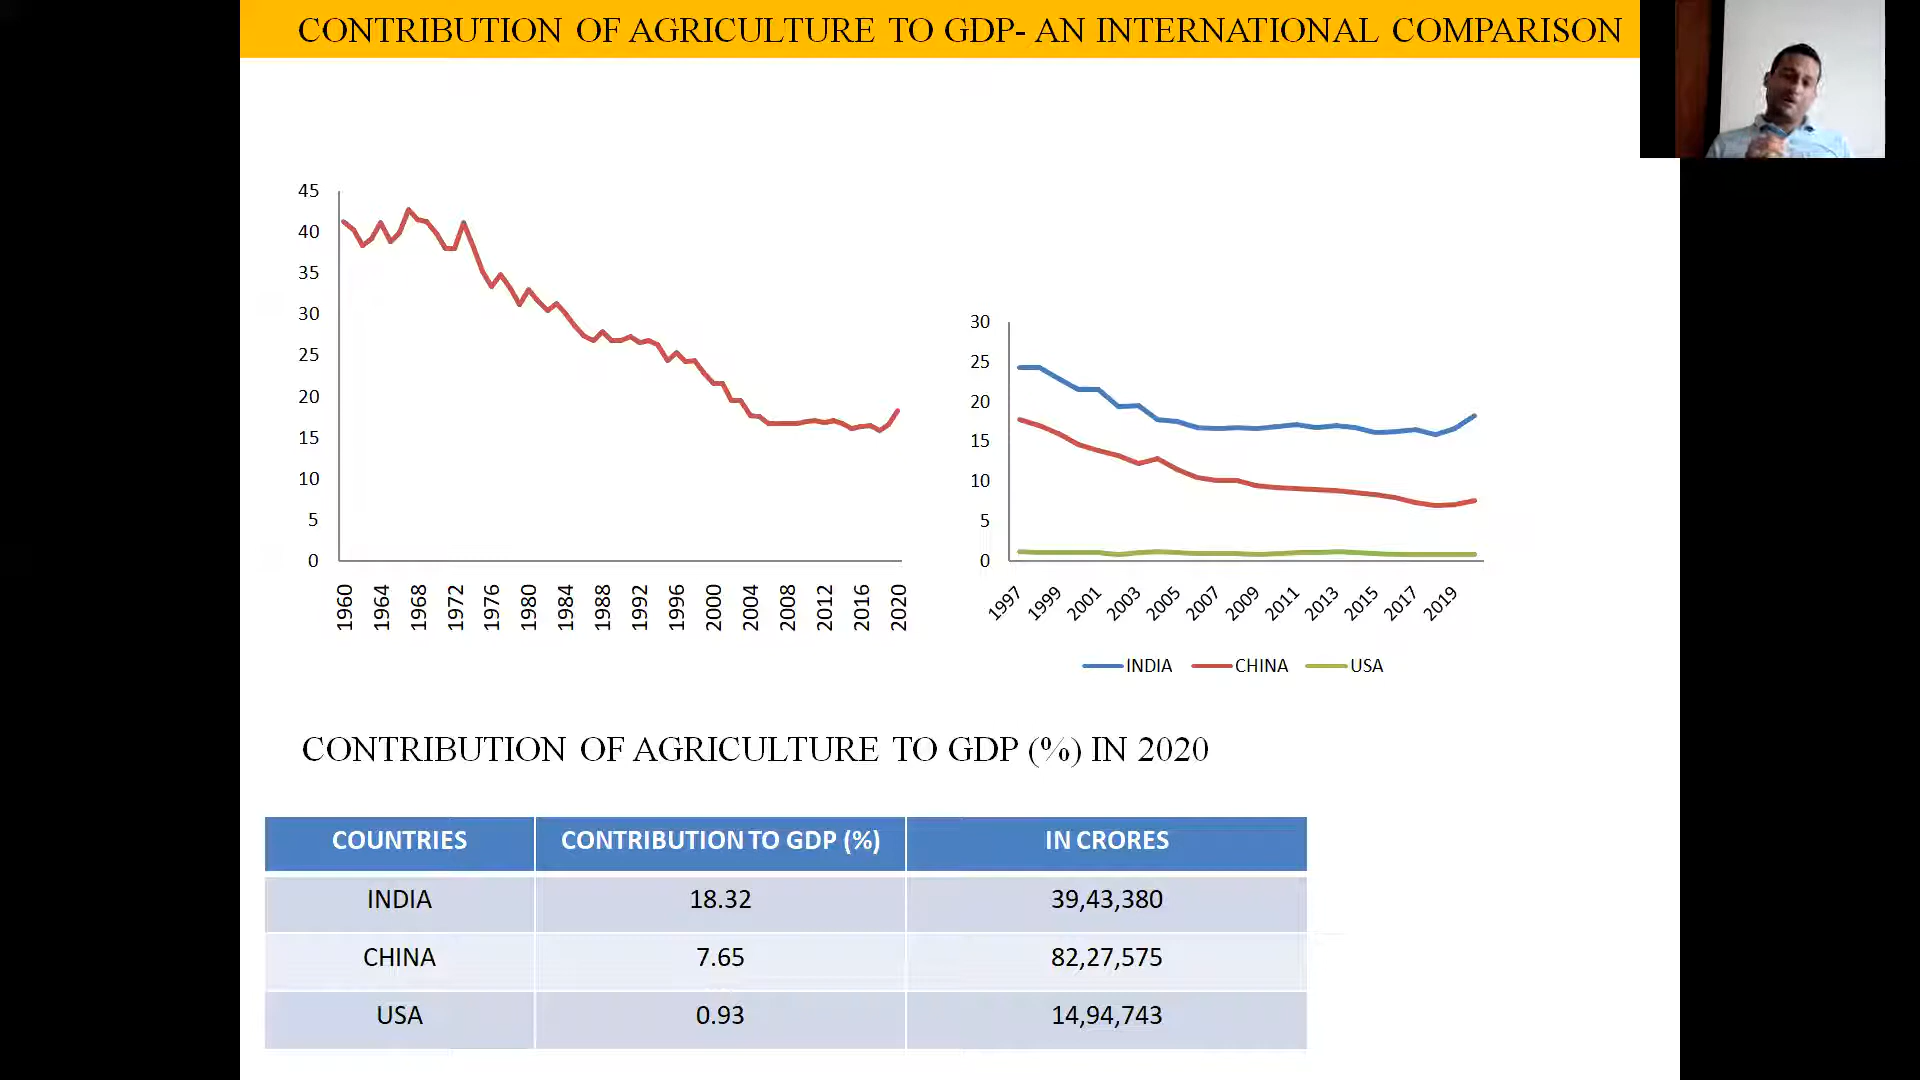 CONTRIBUTION OF AGRICULTURE TO GDP- AN INTERNATIONAL COMPARISON
45
40
35
30
25
20
15
10
5
0
1960 1964 1968 1972 1976 1980 1984 1988 1992 1996 2000 2004 2008 2012 2016 2020
30
25
20
15
10
5
0
1997 1999 2001 2003 2005 2007 2009 2011 2013 2015 2017 2019
INDIA CHINA USA
CONTRIBUTION OF AGRICULTURE TO GDP (%) IN 2020
COUNTRIES CONTRIBUTION TO GDP (%) IN CRORES
INDIA 18.32 39,43,380
CHINA 7.65 82,27,575
USA 0.93 14,94,743